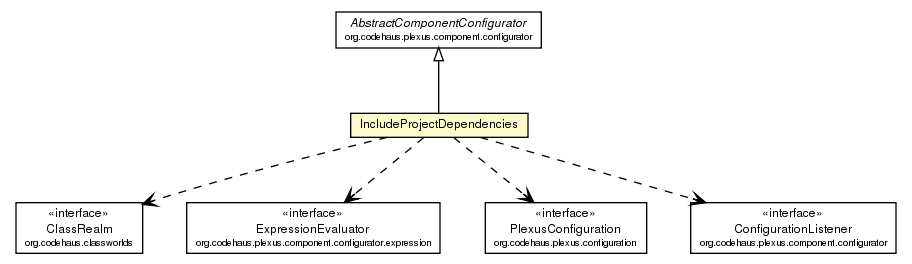 AbstractComponentConfigurator
org.codehaus.plexus.component.configurator
IncludeProjectDependencies
«interface»
ClassRealm
org.codehaus.classworlds
«interface»
ExpressionEvaluator
org.codehaus.plexus.component.configurator.expression
«interface»
PlexusConfiguration
org.codehaus.plexus.configuration
«interface»
ConfigurationListener
org.codehaus.plexus.component.configurator